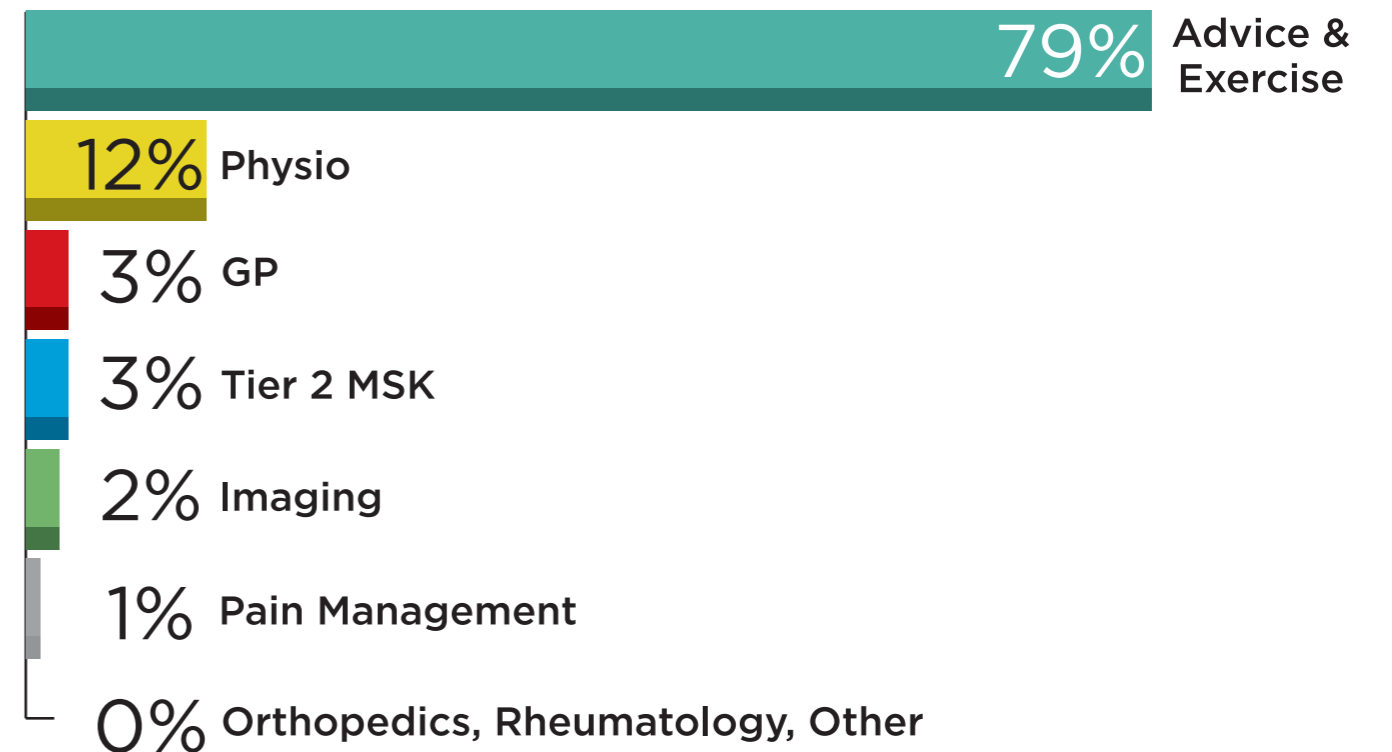 79% Advice &
Exercise
12% Physio
3% GP
3% Tier 2 MSK
2% Imaging
1% Pain Management
0% Orthopedics, Rheumatology, Other